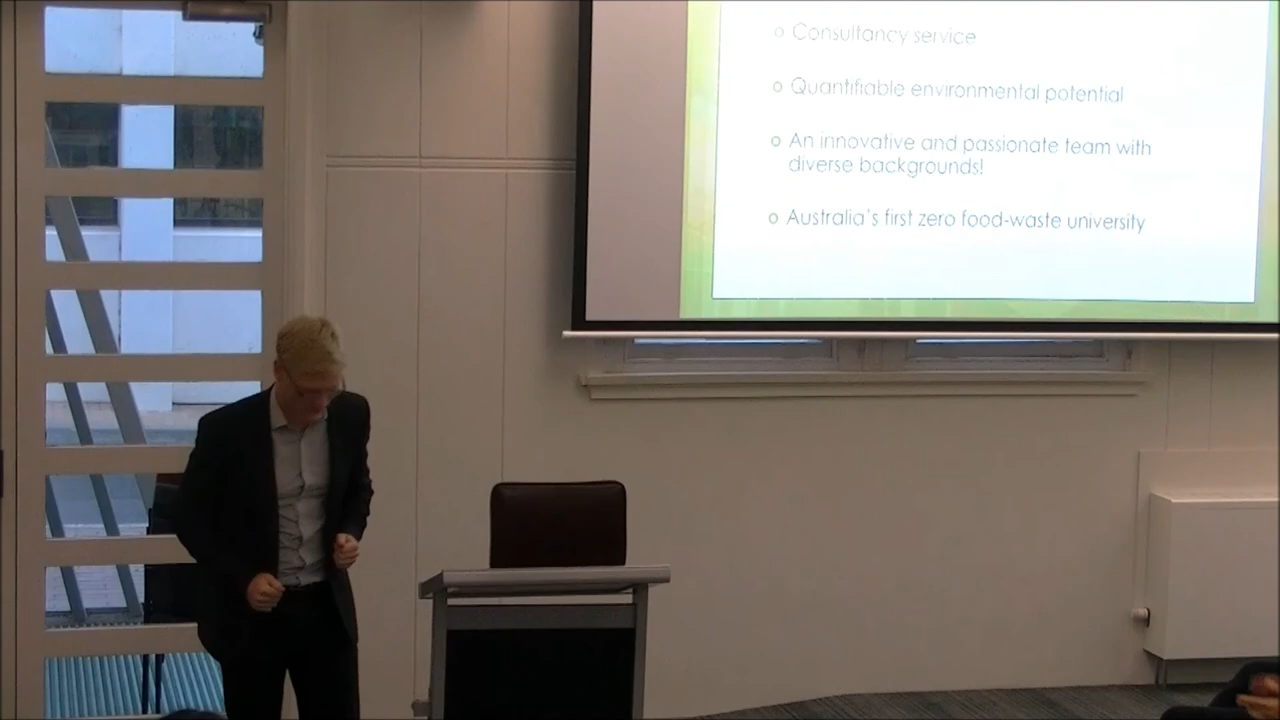 Consultancy service
Quantifiable environmental potential
An innovative and passionate team with
diverse backgrounds!
Australia's first zero food-waste university